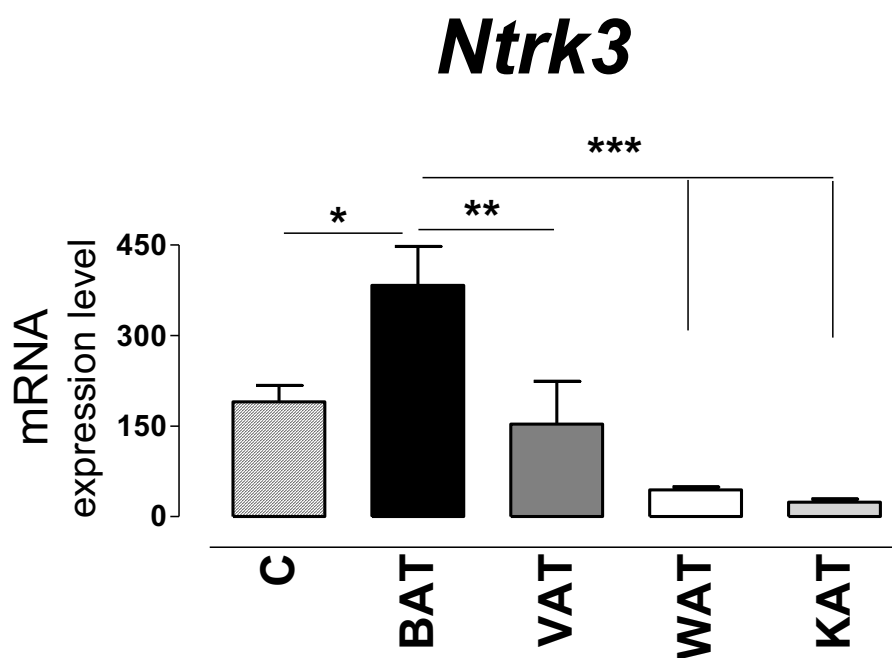 Ntrk3
***
*
**
mRNA
expression level
450
300
150
0
C
BAT
VAT
WAT
KAT